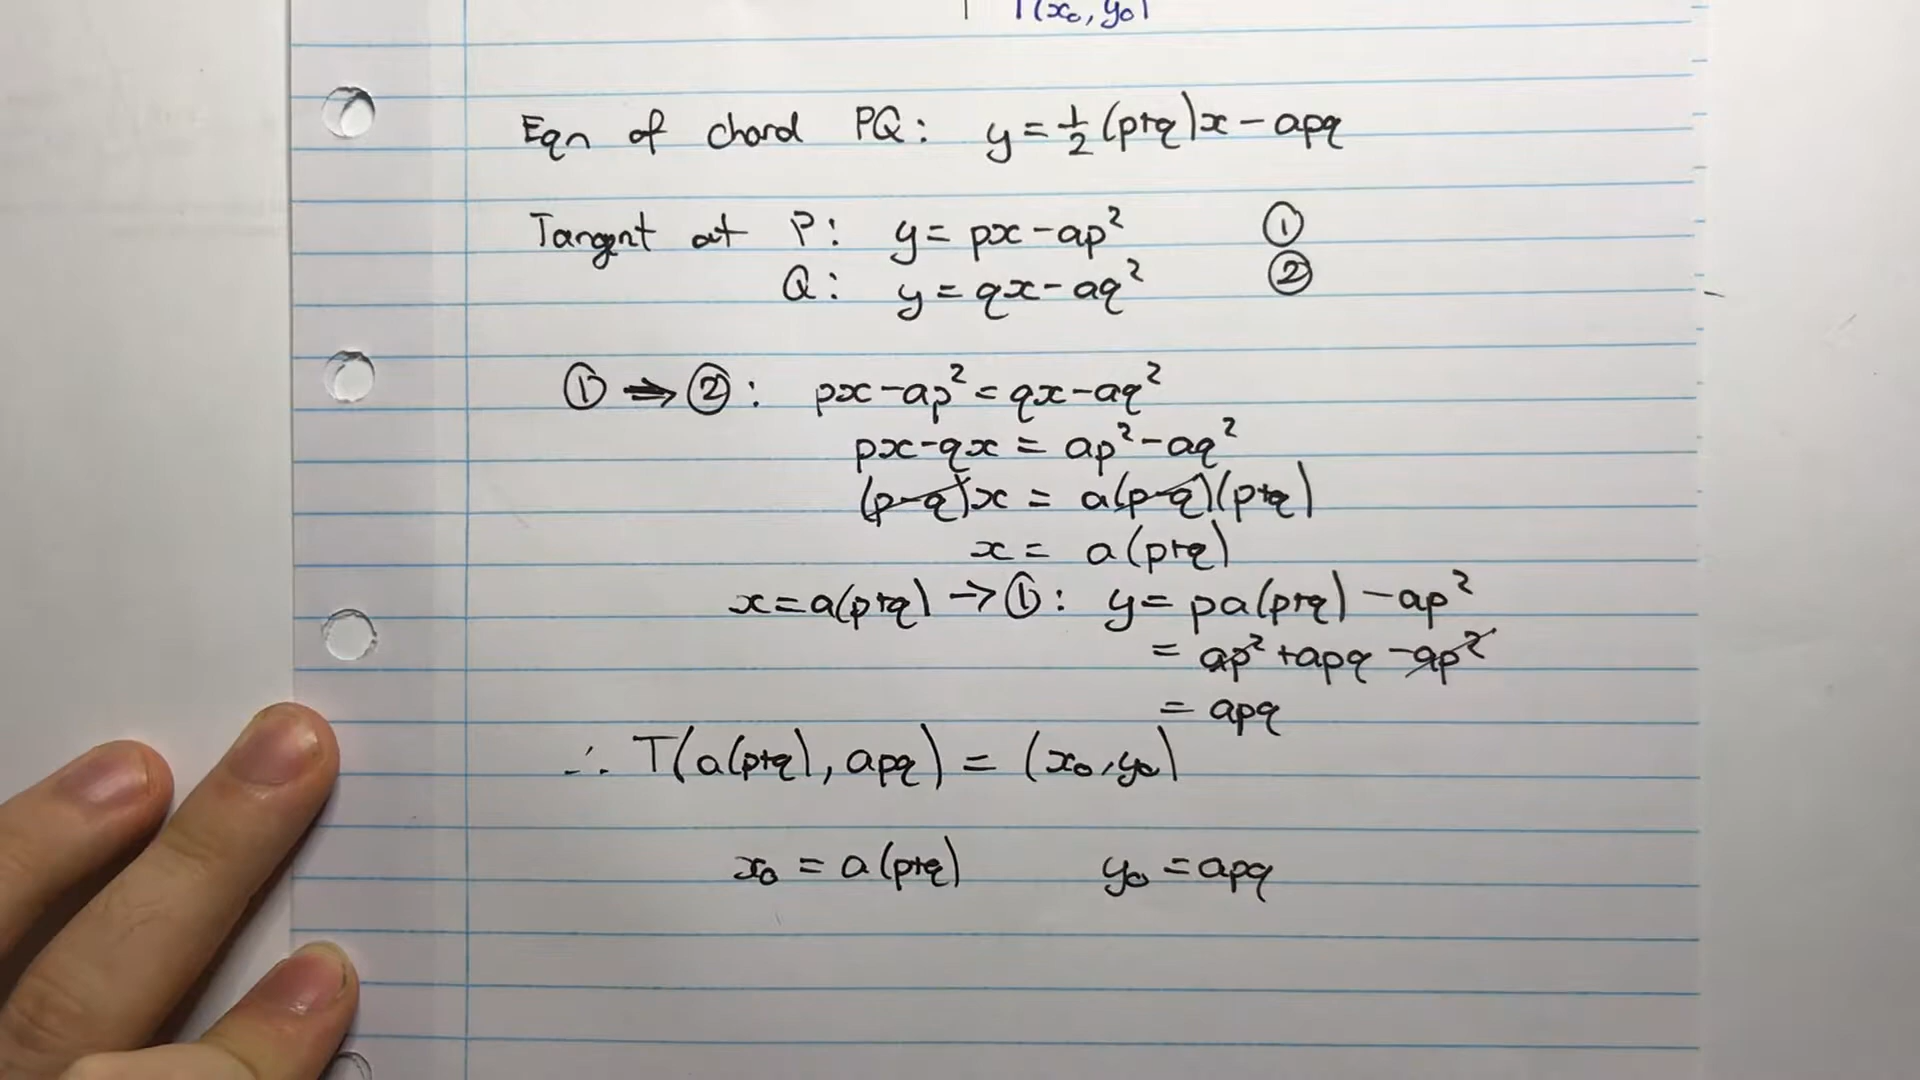 T(x₀, y₀)
Eqn of chord PQ: y = ½(p+q)x - apq
Tangent at P: y = px - ap² ①
Q: y = qx - aq² ②
① → ②: px - ap² = qx - aq²
px - qx = ap² - aq²
(p-q)x = a(p-q)(p+q)
x = a(p+q)
x = a(p+q) → ①: y = pa(p+q) - ap²
= ap² + apq - ap²
= apq
∴ T(a(p+q), apq) = (x₀, y₀)
x₀ = a(p+q) y₀ = apq